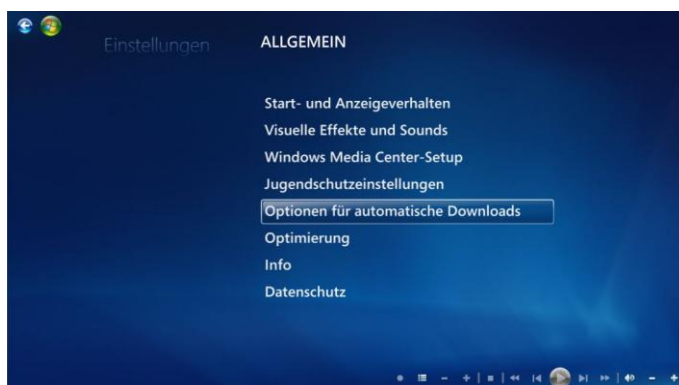 Einstellungen
ALLGEMEIN
Start- und Anzeigeverhalten
Visuelle Effekte und Sounds
Windows Media Center-Setup
Jugendschutzeinstellungen
Optionen für automatische Downloads
Optimierung
Info
Datenschutz